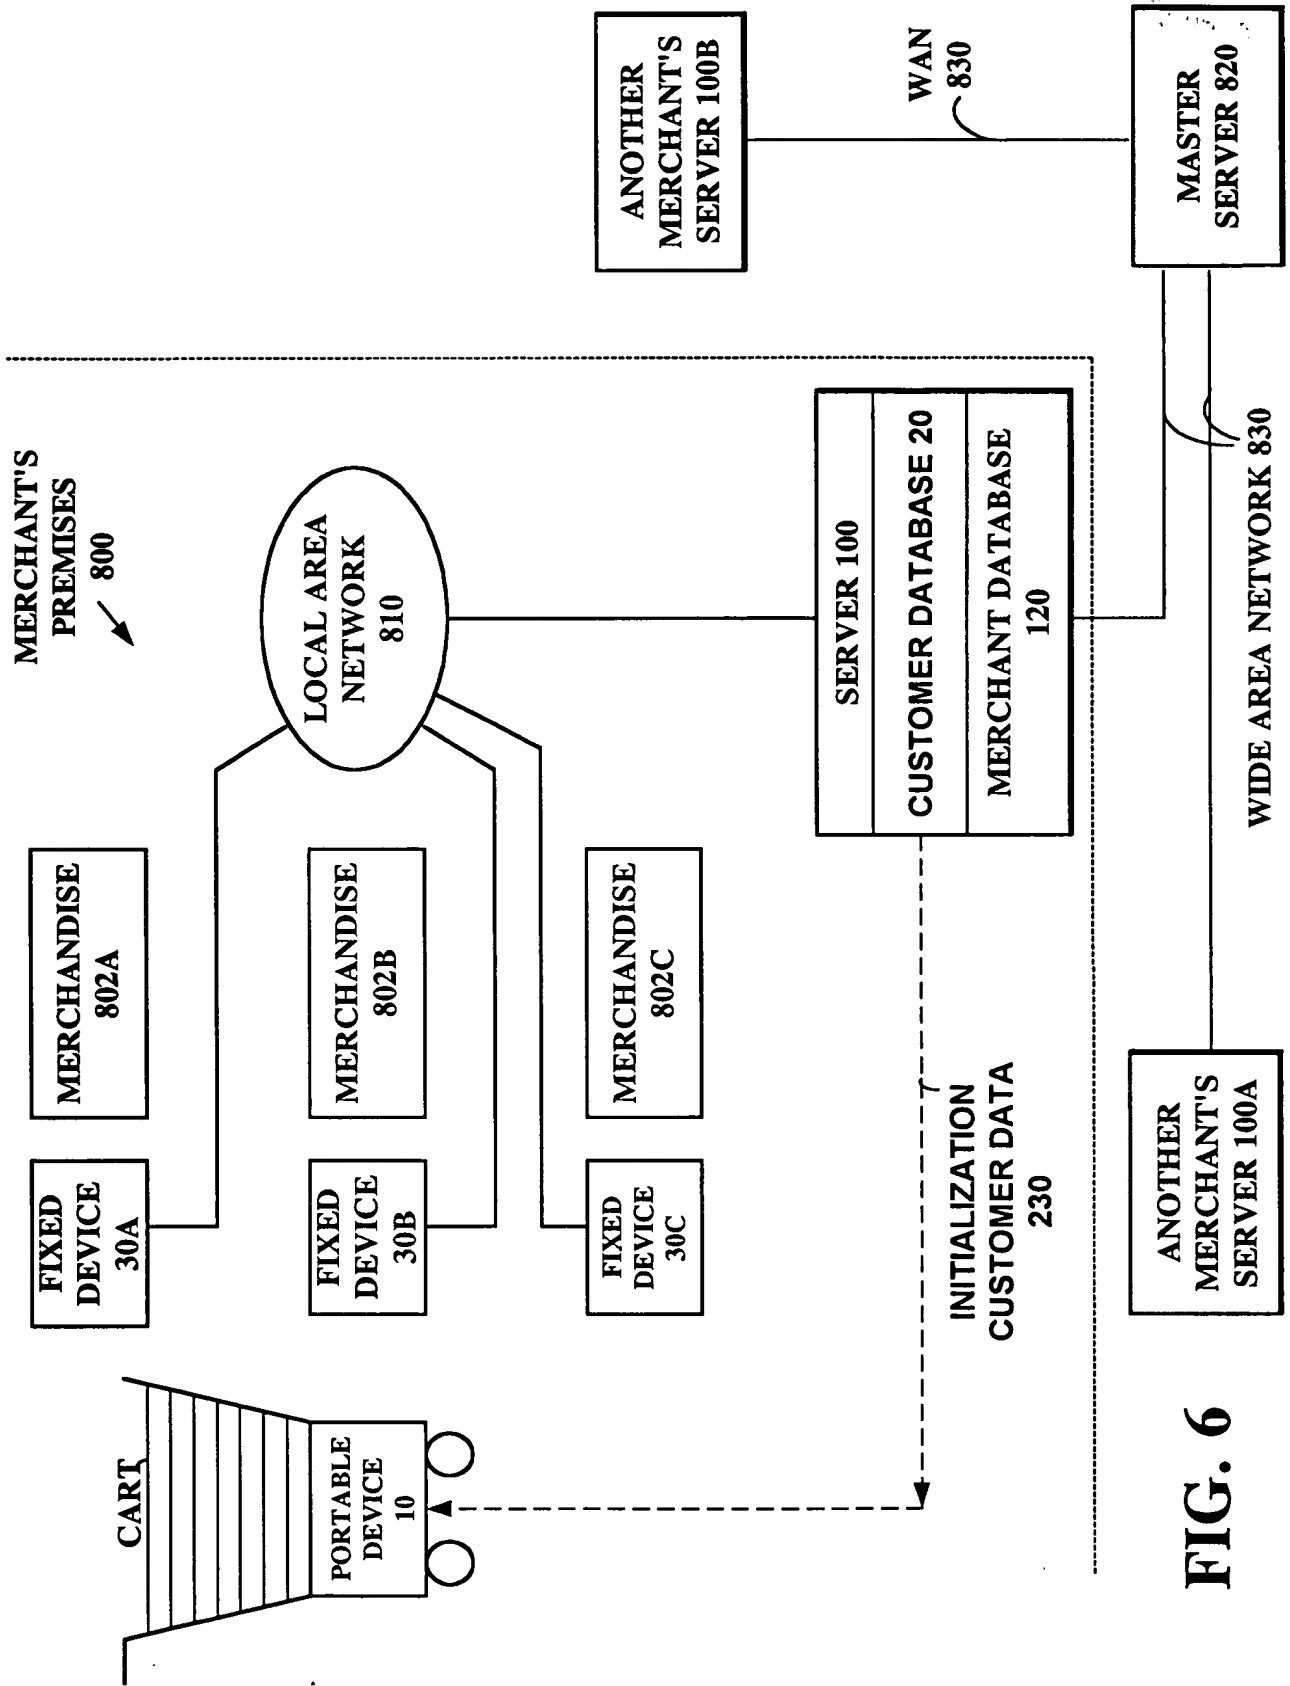 CART
PORTABLE
DEVICE
10
FIXED
DEVICE
30A
MERCHANDISE
802A
FIXED
DEVICE
30B
MERCHANDISE
802B
FIXED
DEVICE
30C
MERCHANDISE
802C
MERCHANT'S
PREMISES
800
LOCAL AREA
NETWORK
810
SERVER 100
CUSTOMER DATABASE 20
MERCHANT DATABASE
120
INITIALIZATION
CUSTOMER DATA
230
ANOTHER
MERCHANT'S
SERVER 100B
WAN
830
MASTER
SERVER 820
WIDE AREA NETWORK 830
ANOTHER
MERCHANT'S
SERVER 100A
FIG. 6